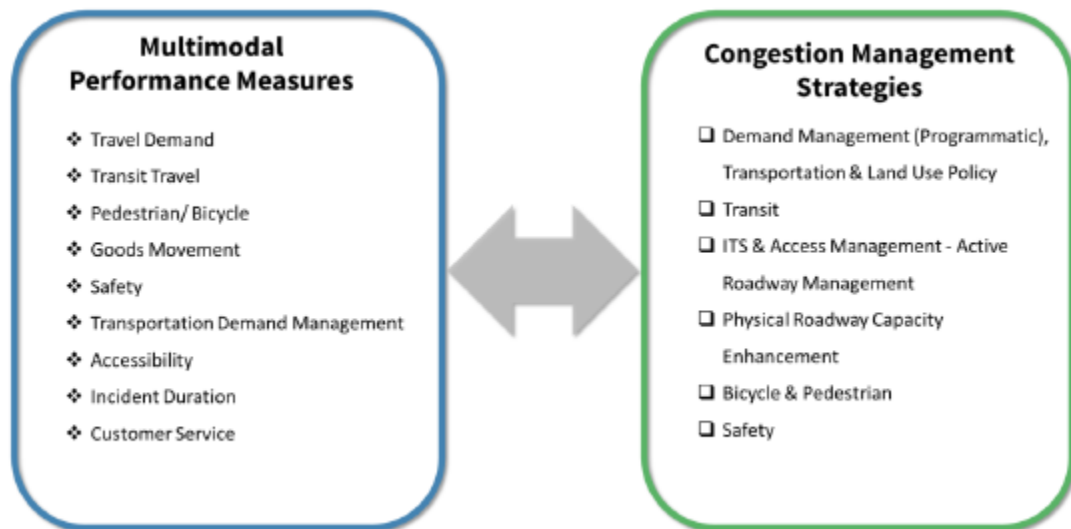 Multimodal
Performance Measures
❖ Travel Demand
❖ Transit Travel
❖ Pedestrian/ Bicycle
❖ Goods Movement
❖ Safety
❖ Transportation Demand Management
❖ Accessibility
❖ Incident Duration
❖ Customer Service
Congestion Management
Strategies
❑ Demand Management (Programmatic),
Transportation & Land Use Policy
❑ Transit
❑ ITS & Access Management - Active
Roadway Management
❑ Physical Roadway Capacity
Enhancement
❑ Bicycle & Pedestrian
❑ Safety